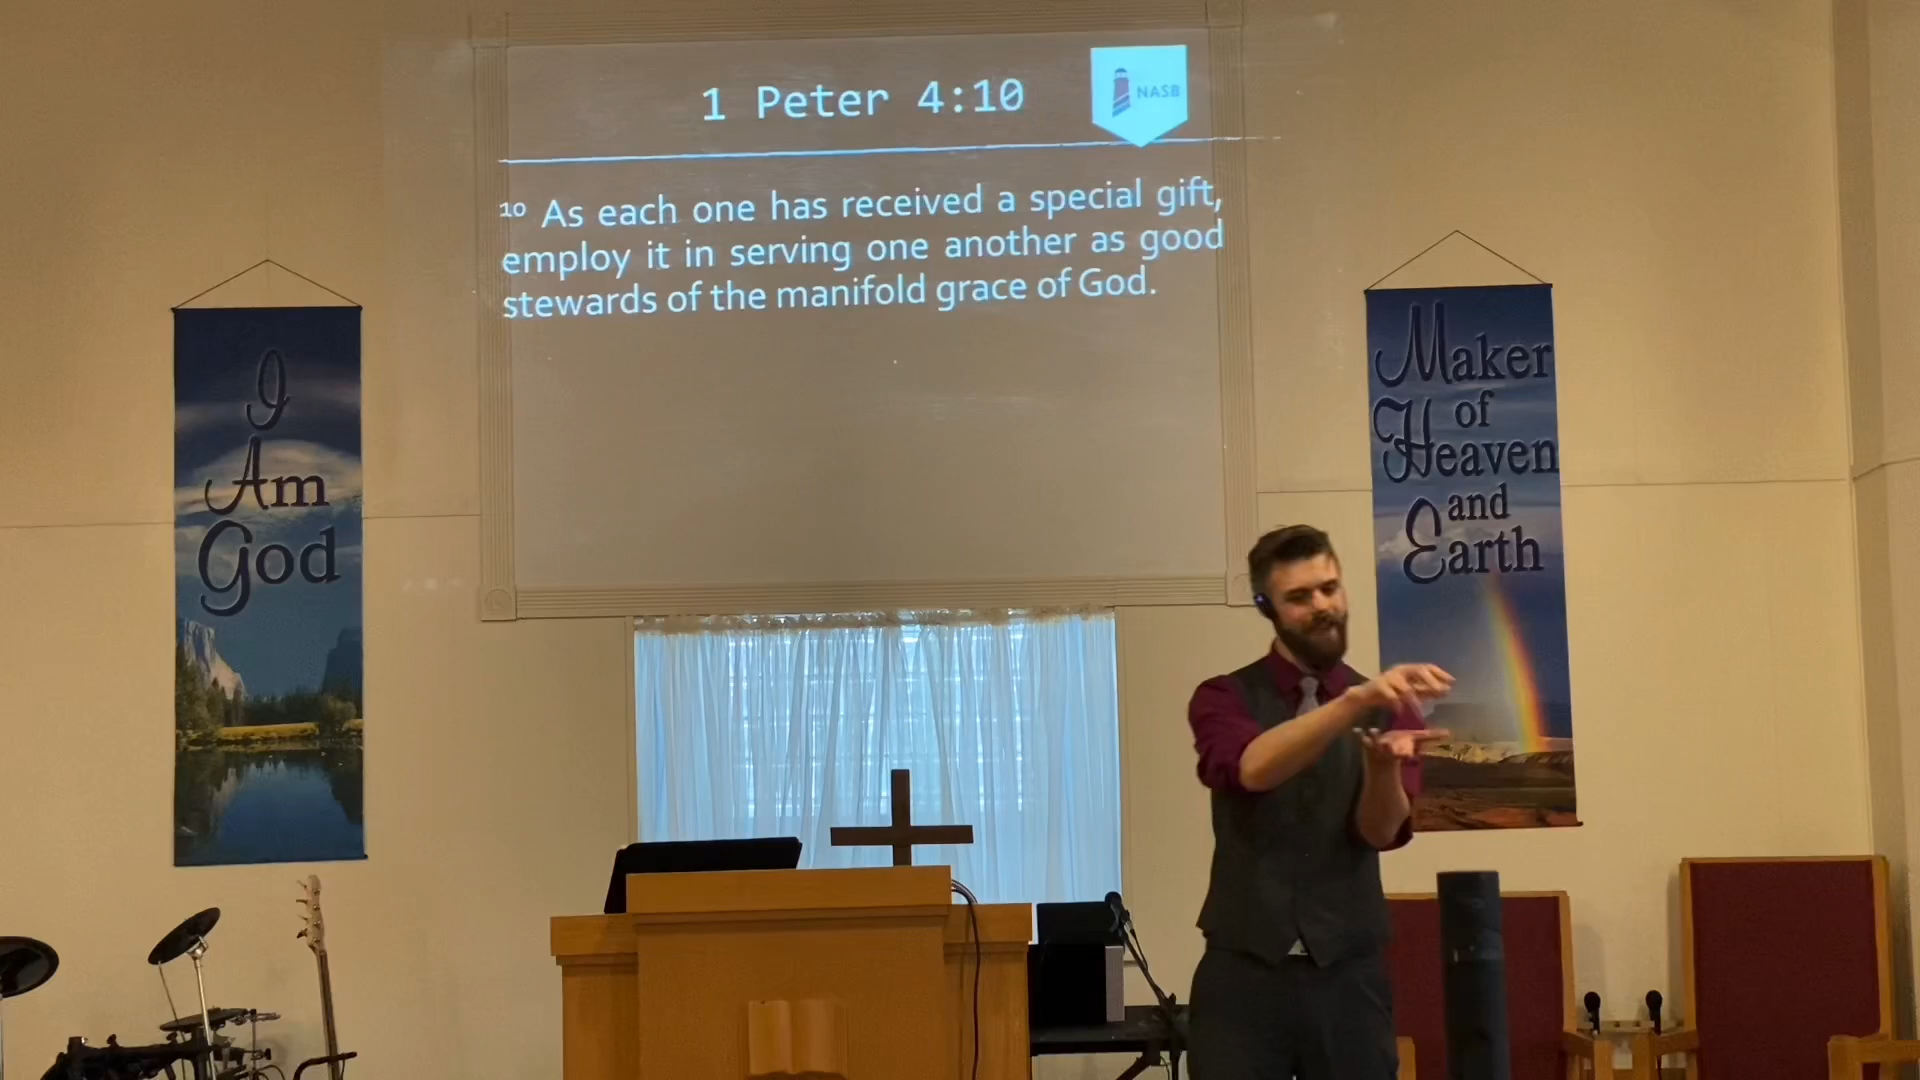 1 Peter 4:10
NASB
10 As each one has received a special gift,
employ it in serving one another as good
stewards of the manifold grace of God.
I
Am
God
Maker
of
Heaven
and
Earth